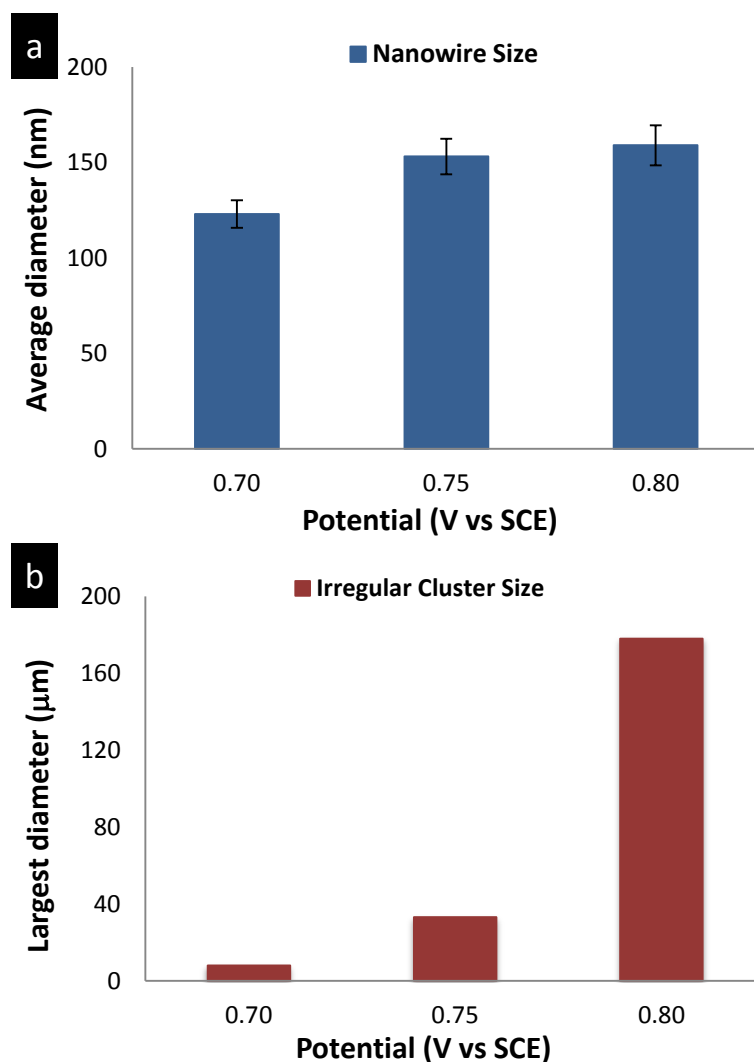 a
Nanowire Size
Average diameter (nm)
200
150
100
50
0
0.70 0.75 0.80
Potential (V vs SCE)
b
Irregular Cluster Size
Largest diameter (μm)
200
160
120
80
40
0
0.70 0.75 0.80
Potential (V vs SCE)